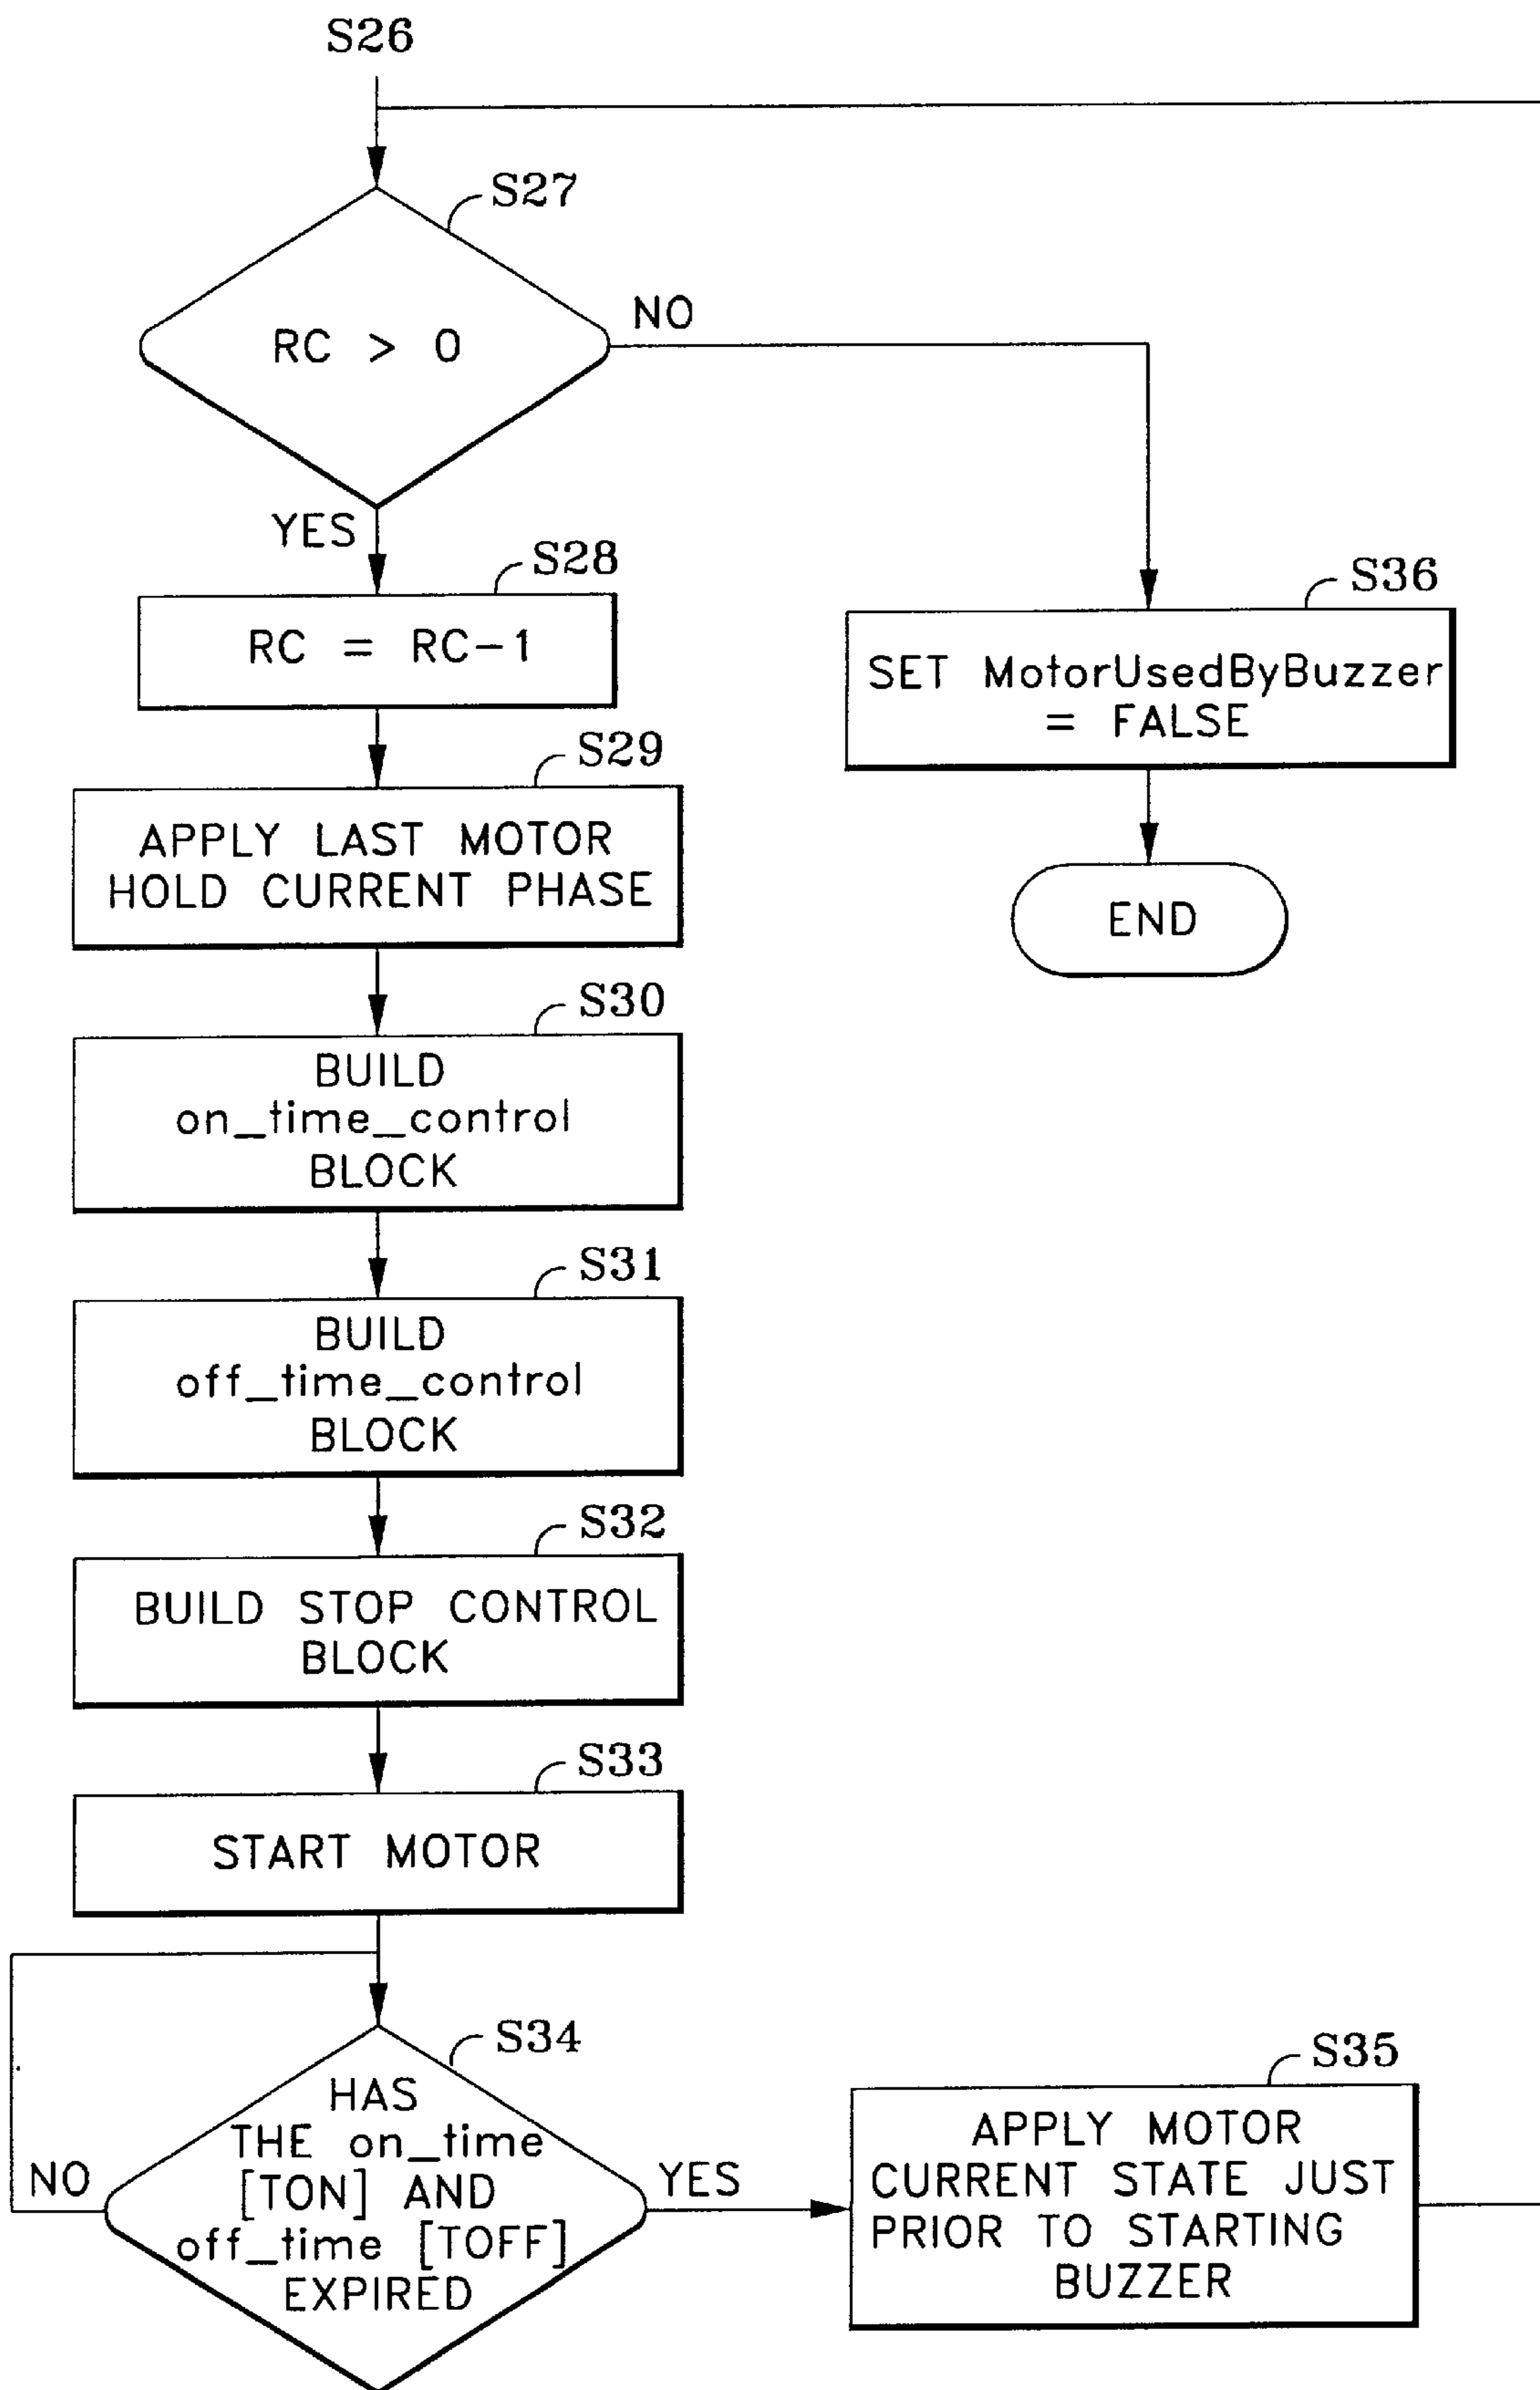 S26
S27
RC > 0
NO
YES
S28
RC = RC-1
S36
SET MotorUsedByBuzzer
= FALSE
END
S29
APPLY LAST MOTOR
HOLD CURRENT PHASE
S30
BUILD
on_time_control
BLOCK
S31
BUILD
off_time_control
BLOCK
S32
BUILD STOP CONTROL
BLOCK
S33
START MOTOR
S34
HAS
THE on_time
[TON] AND
off_time [TOFF]
EXPIRED
NO
YES
S35
APPLY MOTOR
CURRENT STATE JUST
PRIOR TO STARTING
BUZZER